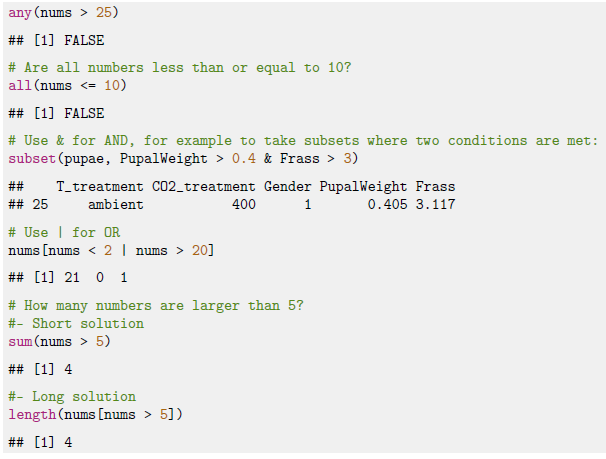 any(nums > 25)
## [1] FALSE
# Are all numbers less than or equal to 10?
all(nums <= 10)
## [1] FALSE
# Use & for AND, for example to take subsets where two conditions are met:
subset(pupae, PupalWeight > 0.4 & Frass > 3)
##    T_treatment CO2_treatment Gender PupalWeight Frass
## 25     ambient           400      1       0.405 3.117
# Use | for OR
nums[nums < 2 | nums > 20]
## [1] 21  0  1
# How many numbers are larger than 5?
#- Short solution
sum(nums > 5)
## [1] 4
#- Long solution
length(nums[nums > 5])
## [1] 4